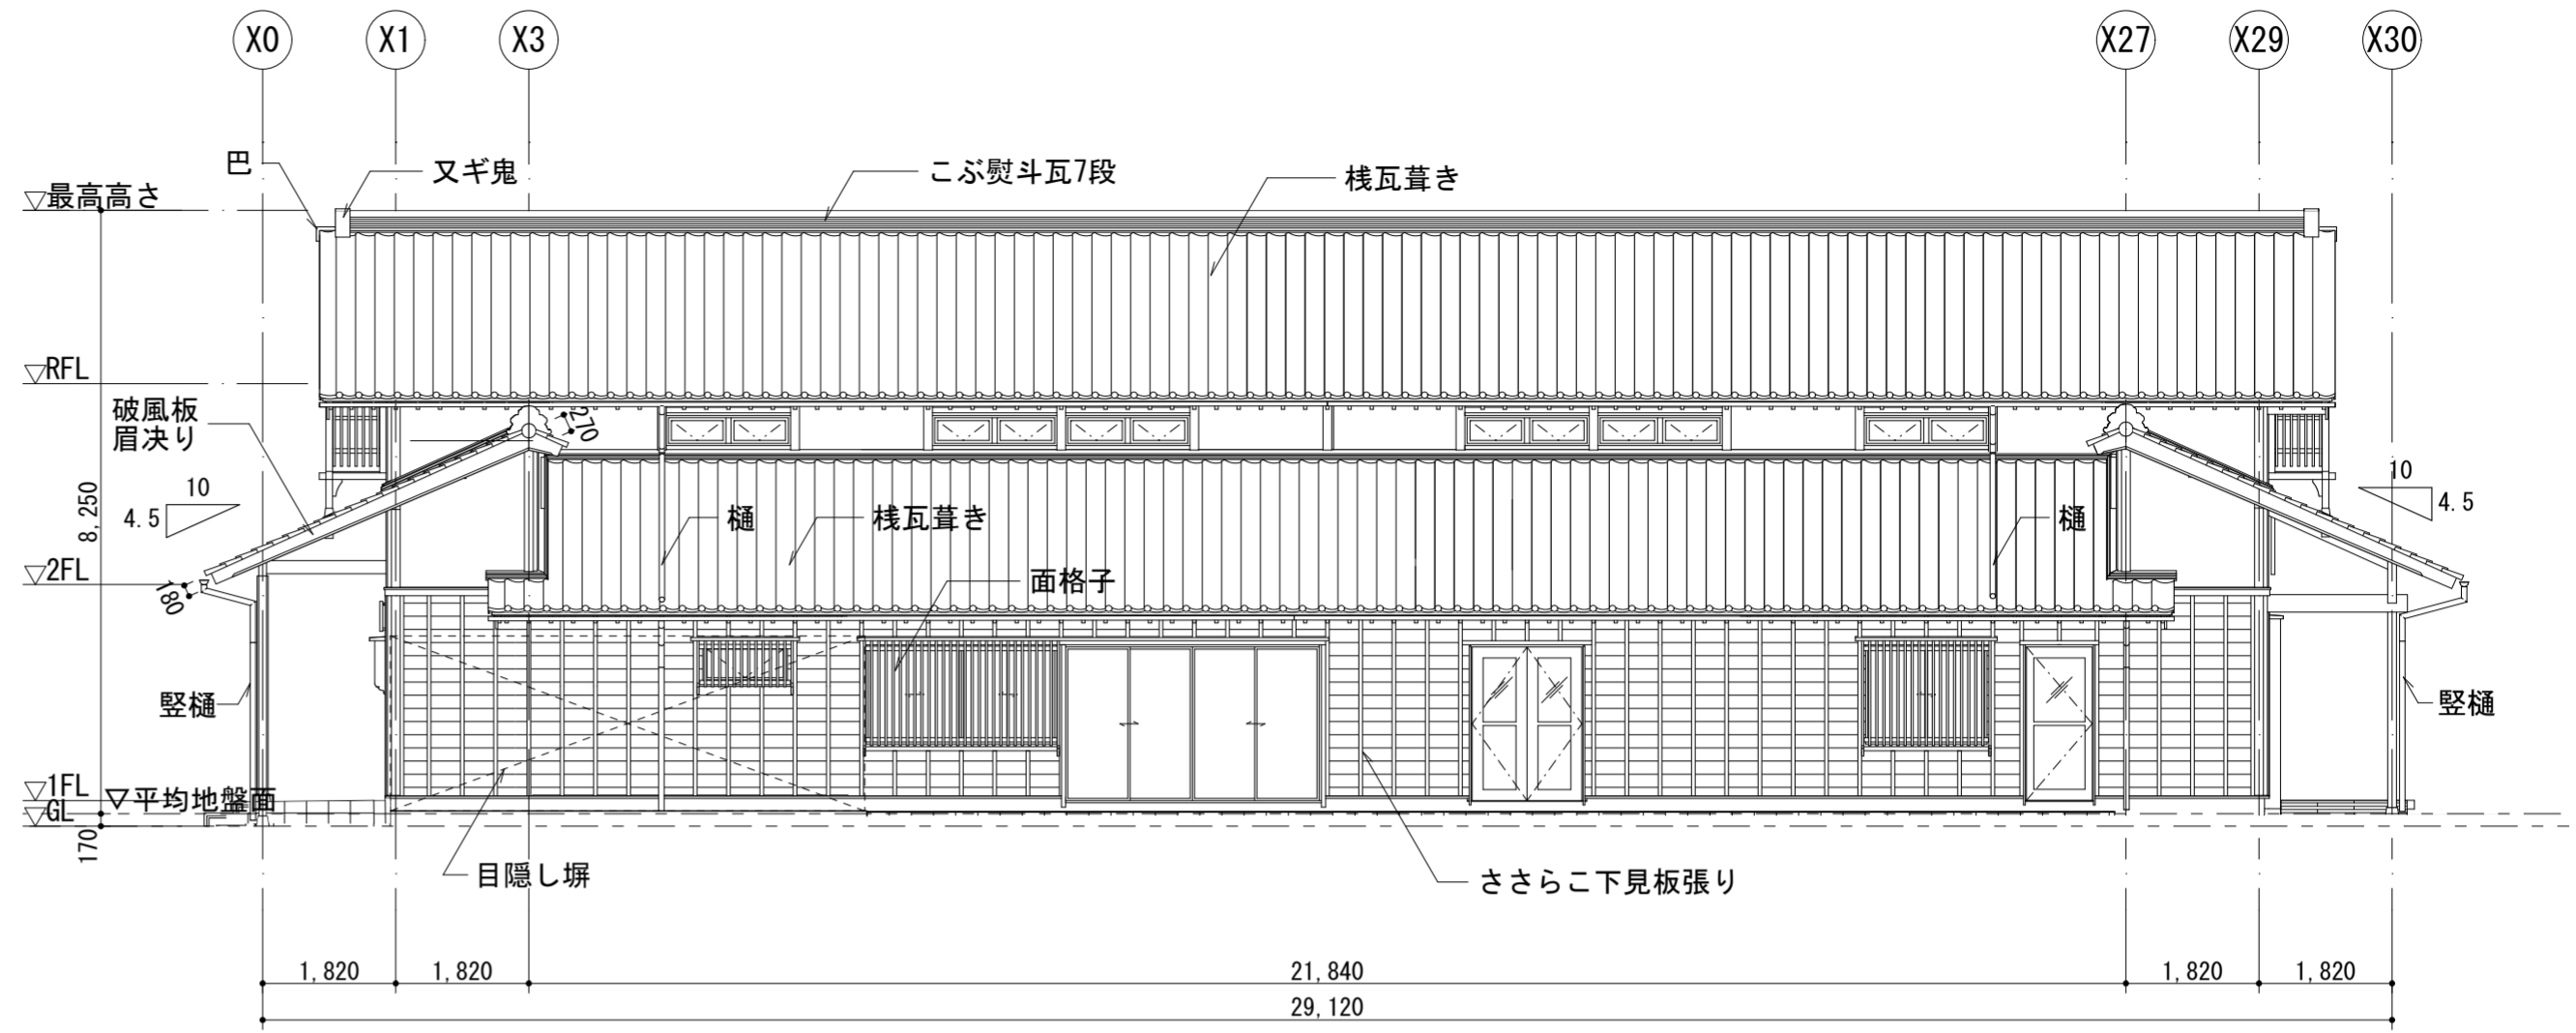 X0
X1
X3
X27
X29
X30
巴
又ギ鬼
こぶ熨斗瓦7段
桟瓦葺き
▽最高高さ
▽RFL
破風板
眉决り
270
10
4.5
10
4.5
8,250
樋
桟瓦葺き
樋
▽2FL
面格子
180
竪樋
竪樋
▽1FL
▽平均地盤面
▽GL
170
目隠し塀
ささらこ下見板張り
1,820
1,820
21,840
1,820
1,820
29,120